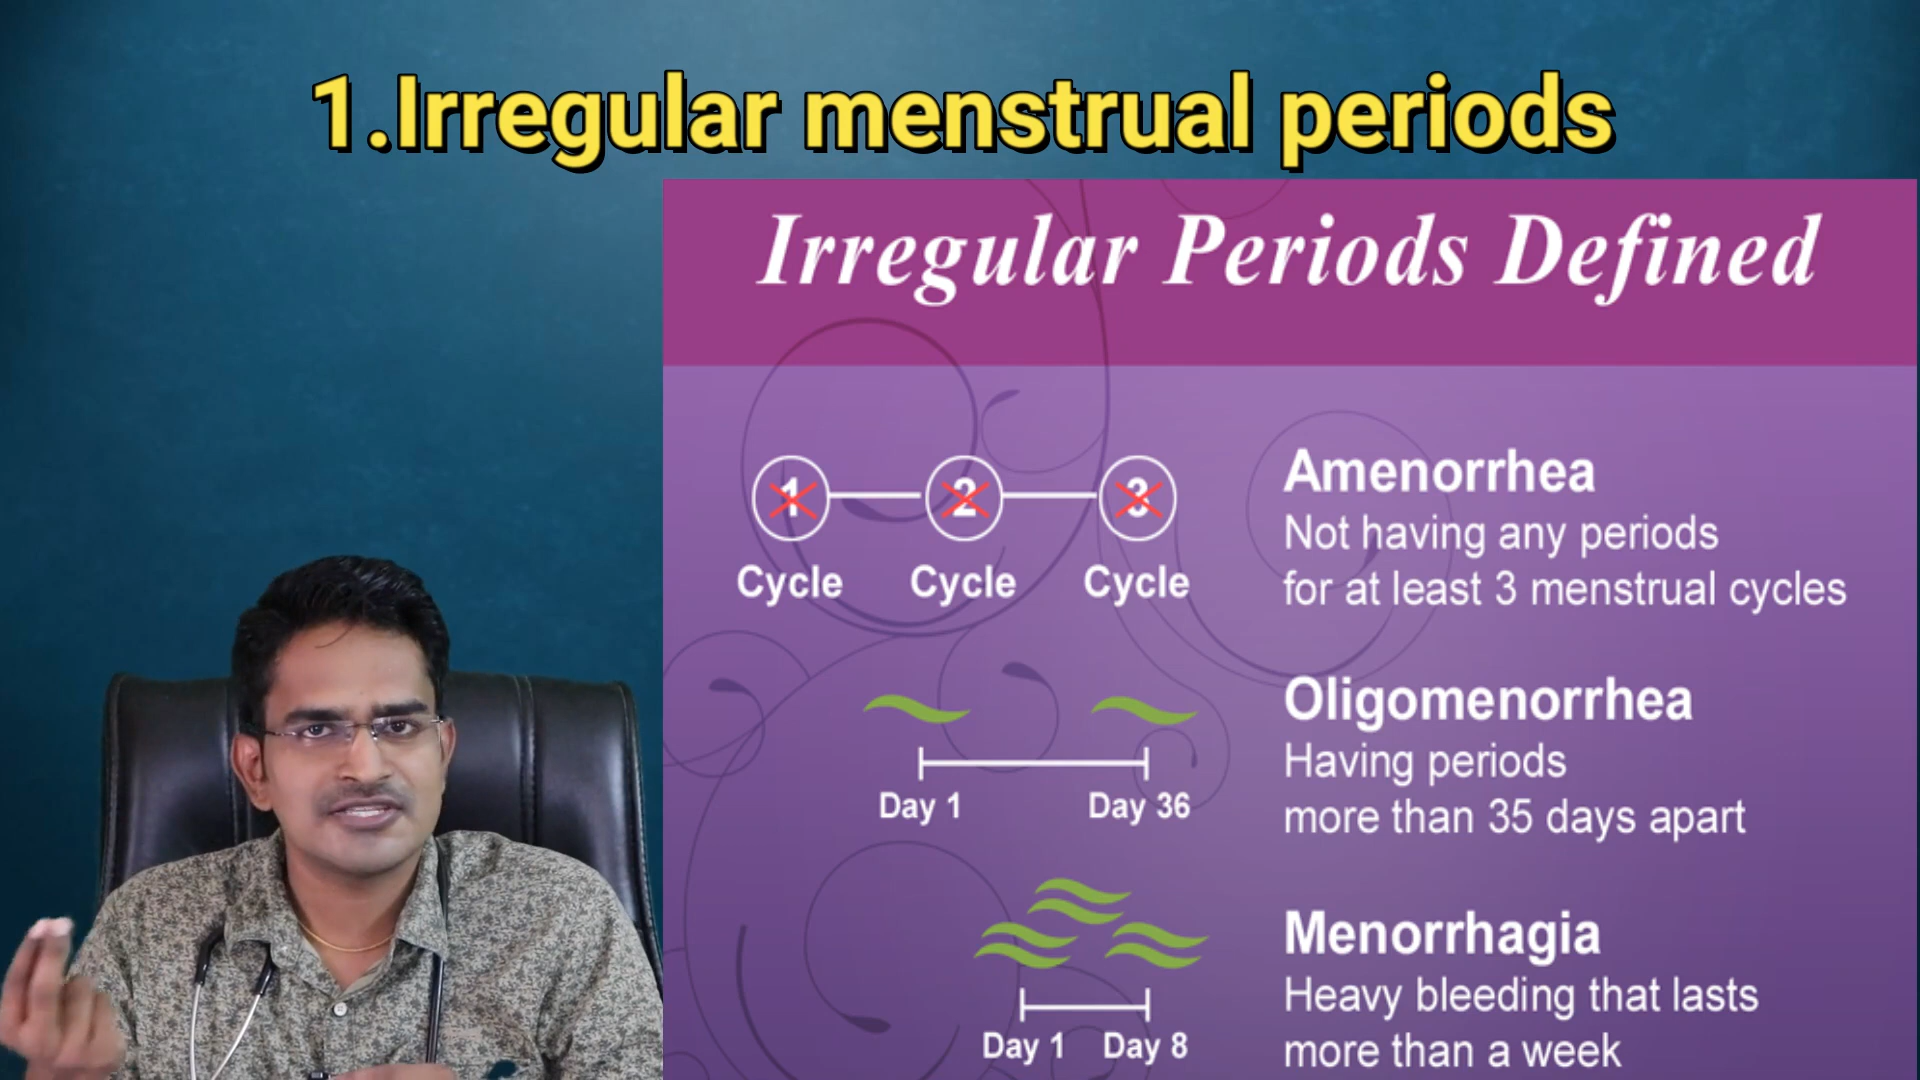 1.Irregular menstrual periods
Irregular Periods Defined
1 2 3
Cycle Cycle Cycle
Amenorrhea
Not having any periods
for at least 3 menstrual cycles
Day 1 Day 36
Oligomenorrhea
Having periods
more than 35 days apart
Day 1 Day 8
Menorrhagia
Heavy bleeding that lasts
more than a week